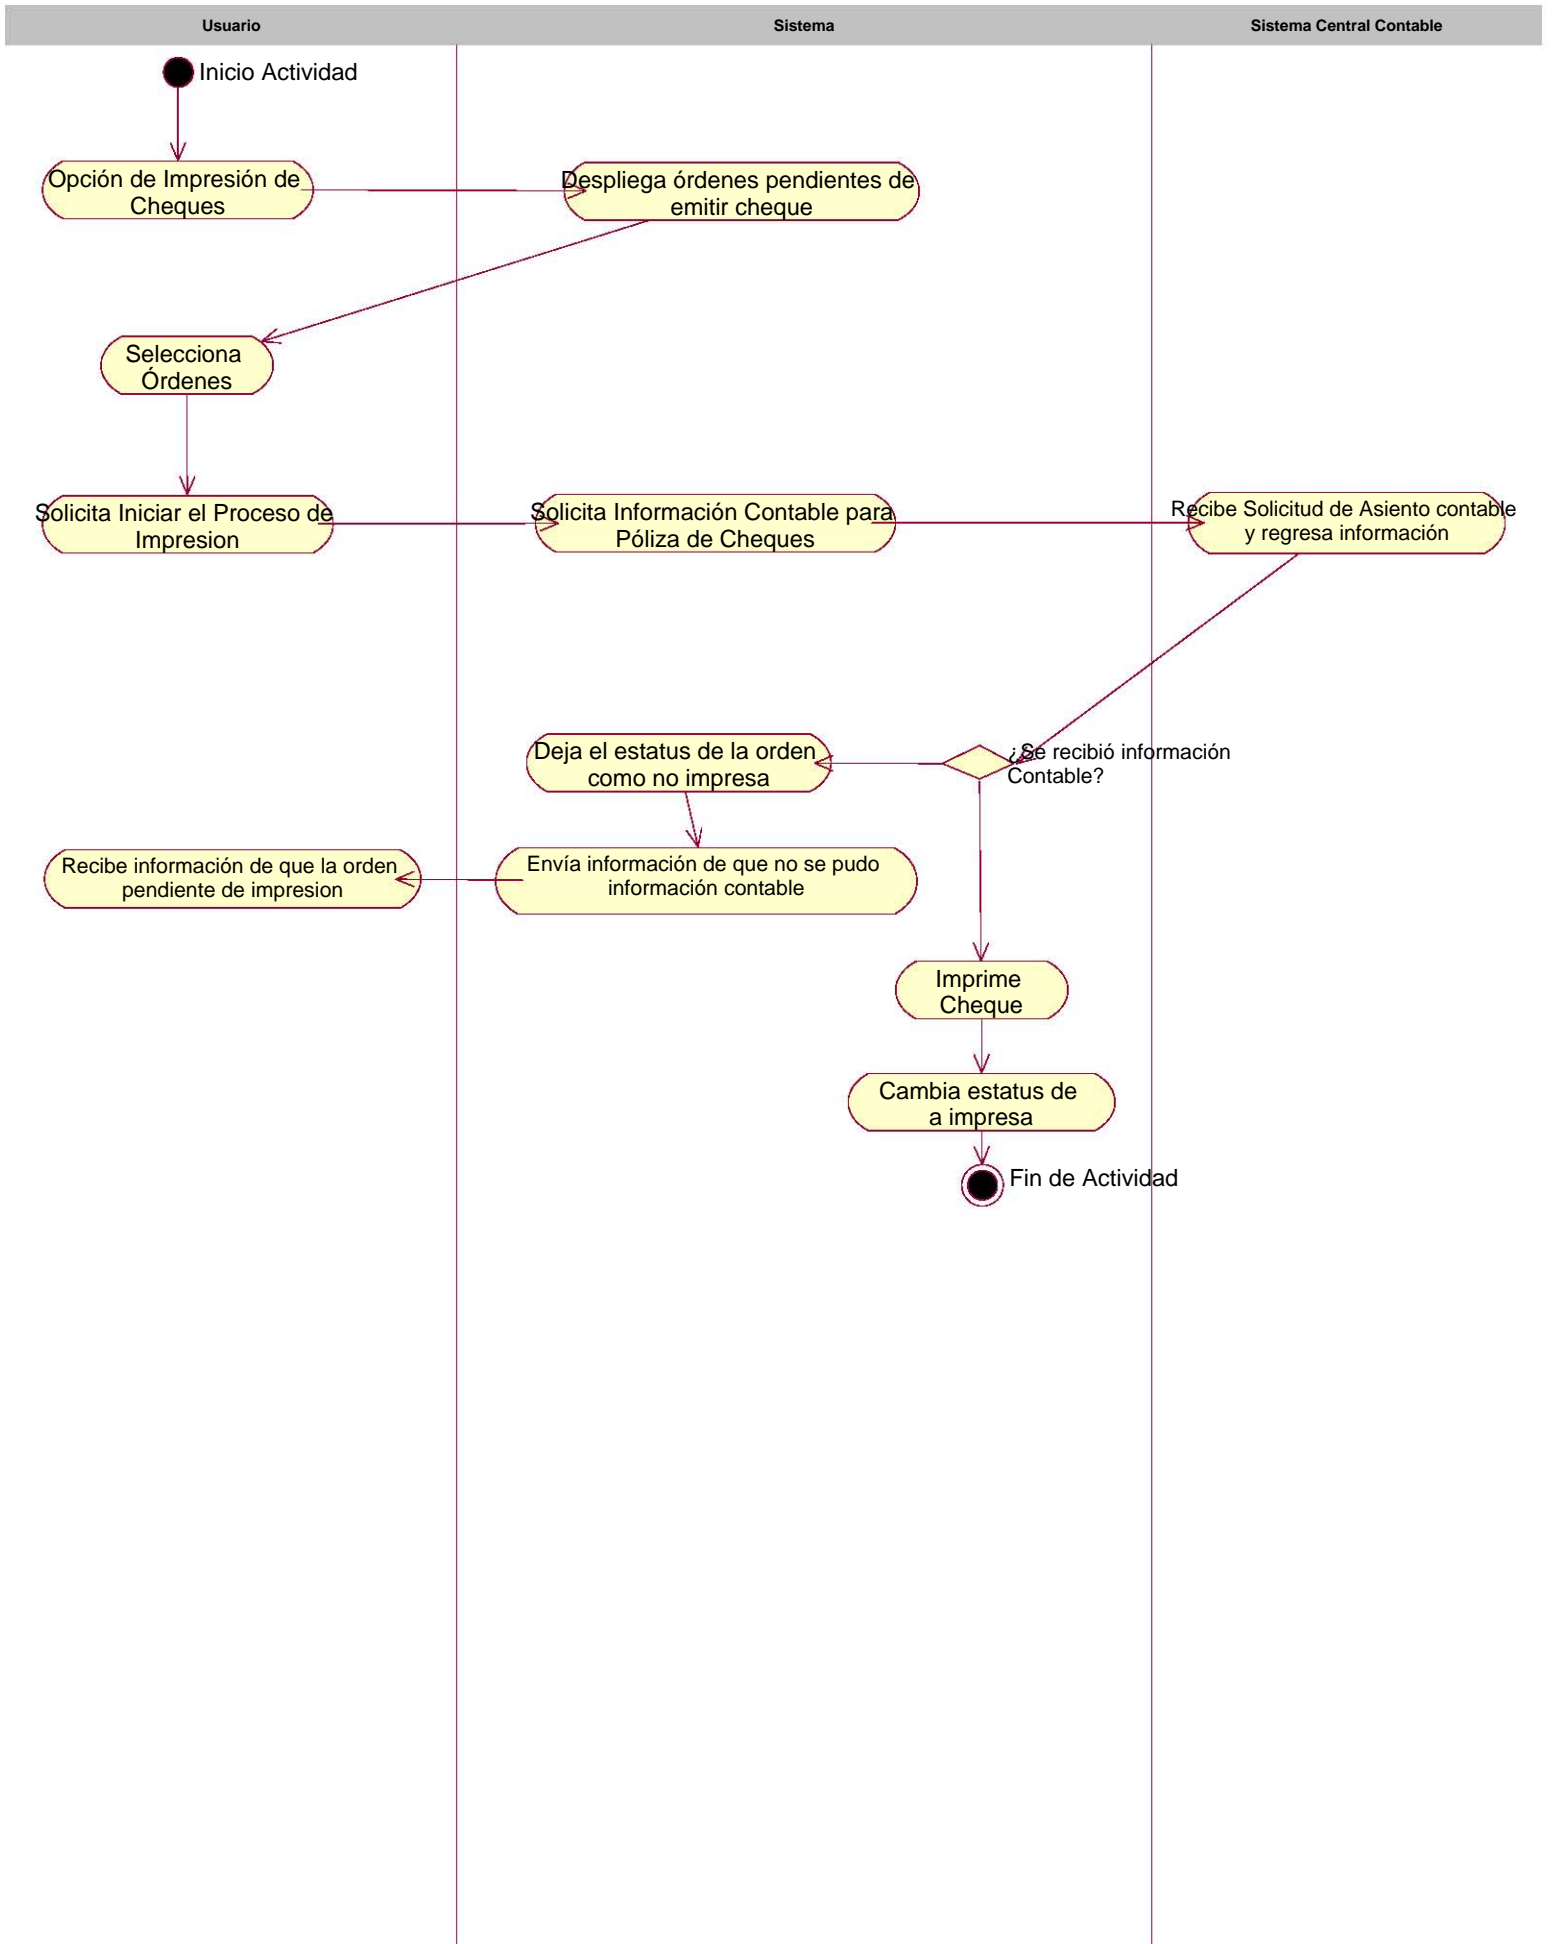 Usuario
Sistema
Sistema Central Contable
Inicio Actividad
Opción de Impresión de
Cheques
Despliega órdenes pendientes de
emitir cheque
Selecciona
Órdenes
Solicita Iniciar el Proceso de
Impresion
Solicita Información Contable para
Póliza de Cheques
Recibe Solicitud de Asiento contable
y regresa información
¿Se recibió información
Contable?
Deja el estatus de la orden
como no impresa
Envía información de que no se pudo
información contable
Recibe información de que la orden
pendiente de impresion
Imprime
Cheque
Cambia estatus de
a impresa
Fin de Actividad